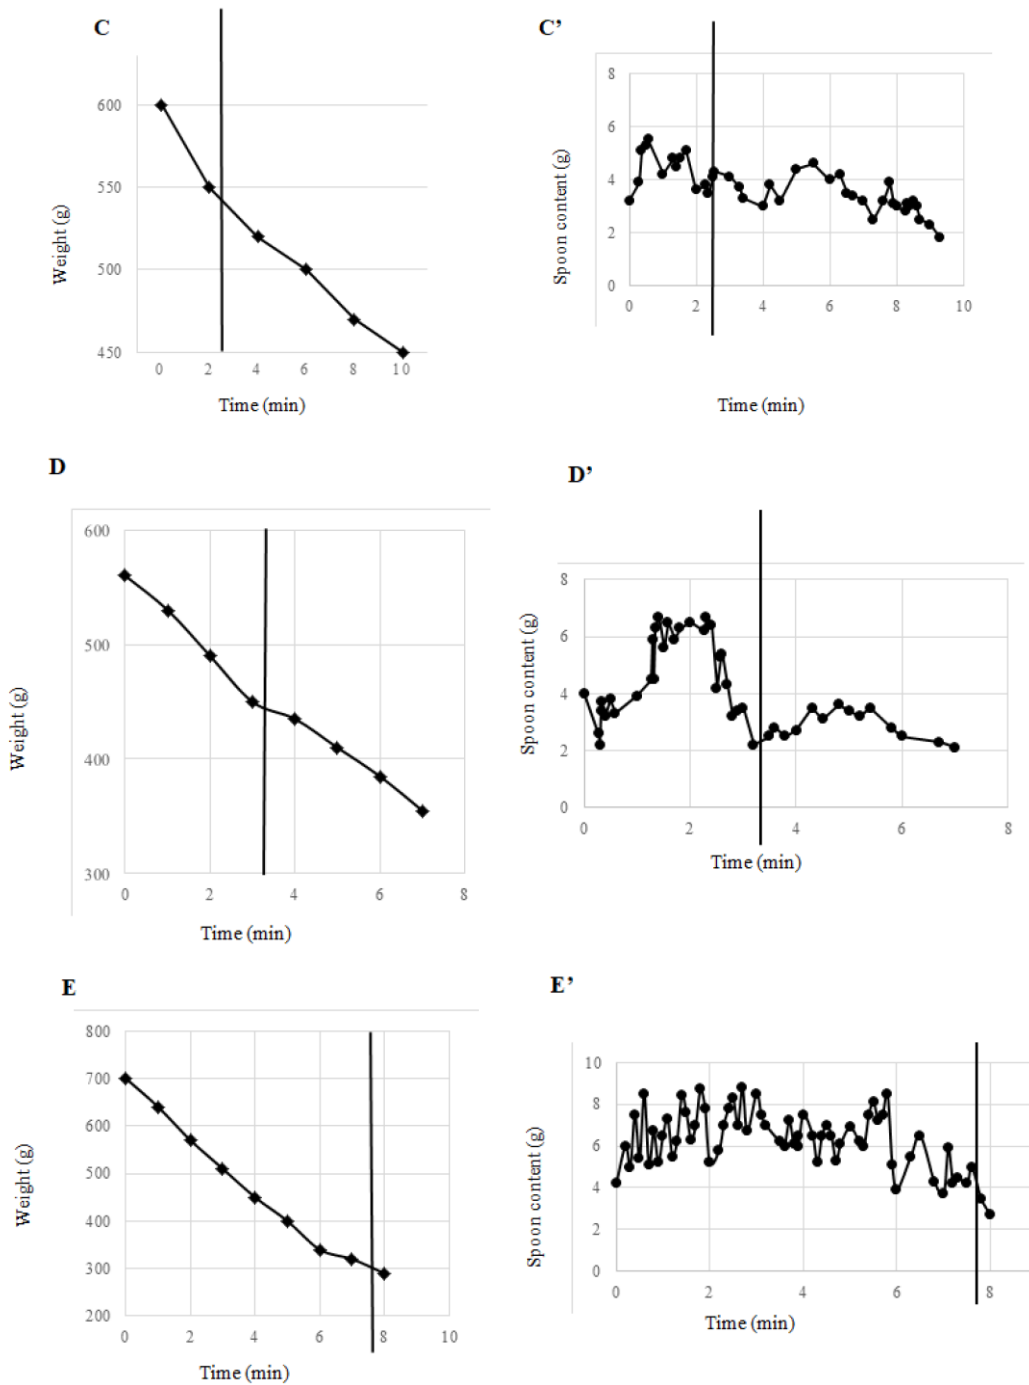 C
600
550
500
450
0 2 4 6 8 10
Weight (g)
Time (min)
C’
8
6
4
2
0
0 2 4 6 8 10
Spoon content (g)
Time (min)
D
600
500
400
300
0 2 4 6 8
Weight (g)
Time (min)
D’
8
6
4
2
0
0 2 4 6 8
Spoon content (g)
Time (min)
E
800
700
600
500
400
300
200
0 2 4 6 8 10
Weight (g)
Time (min)
E’
10
8
6
4
2
0
0 2 4 6 8
Spoon content (g)
Time (min)